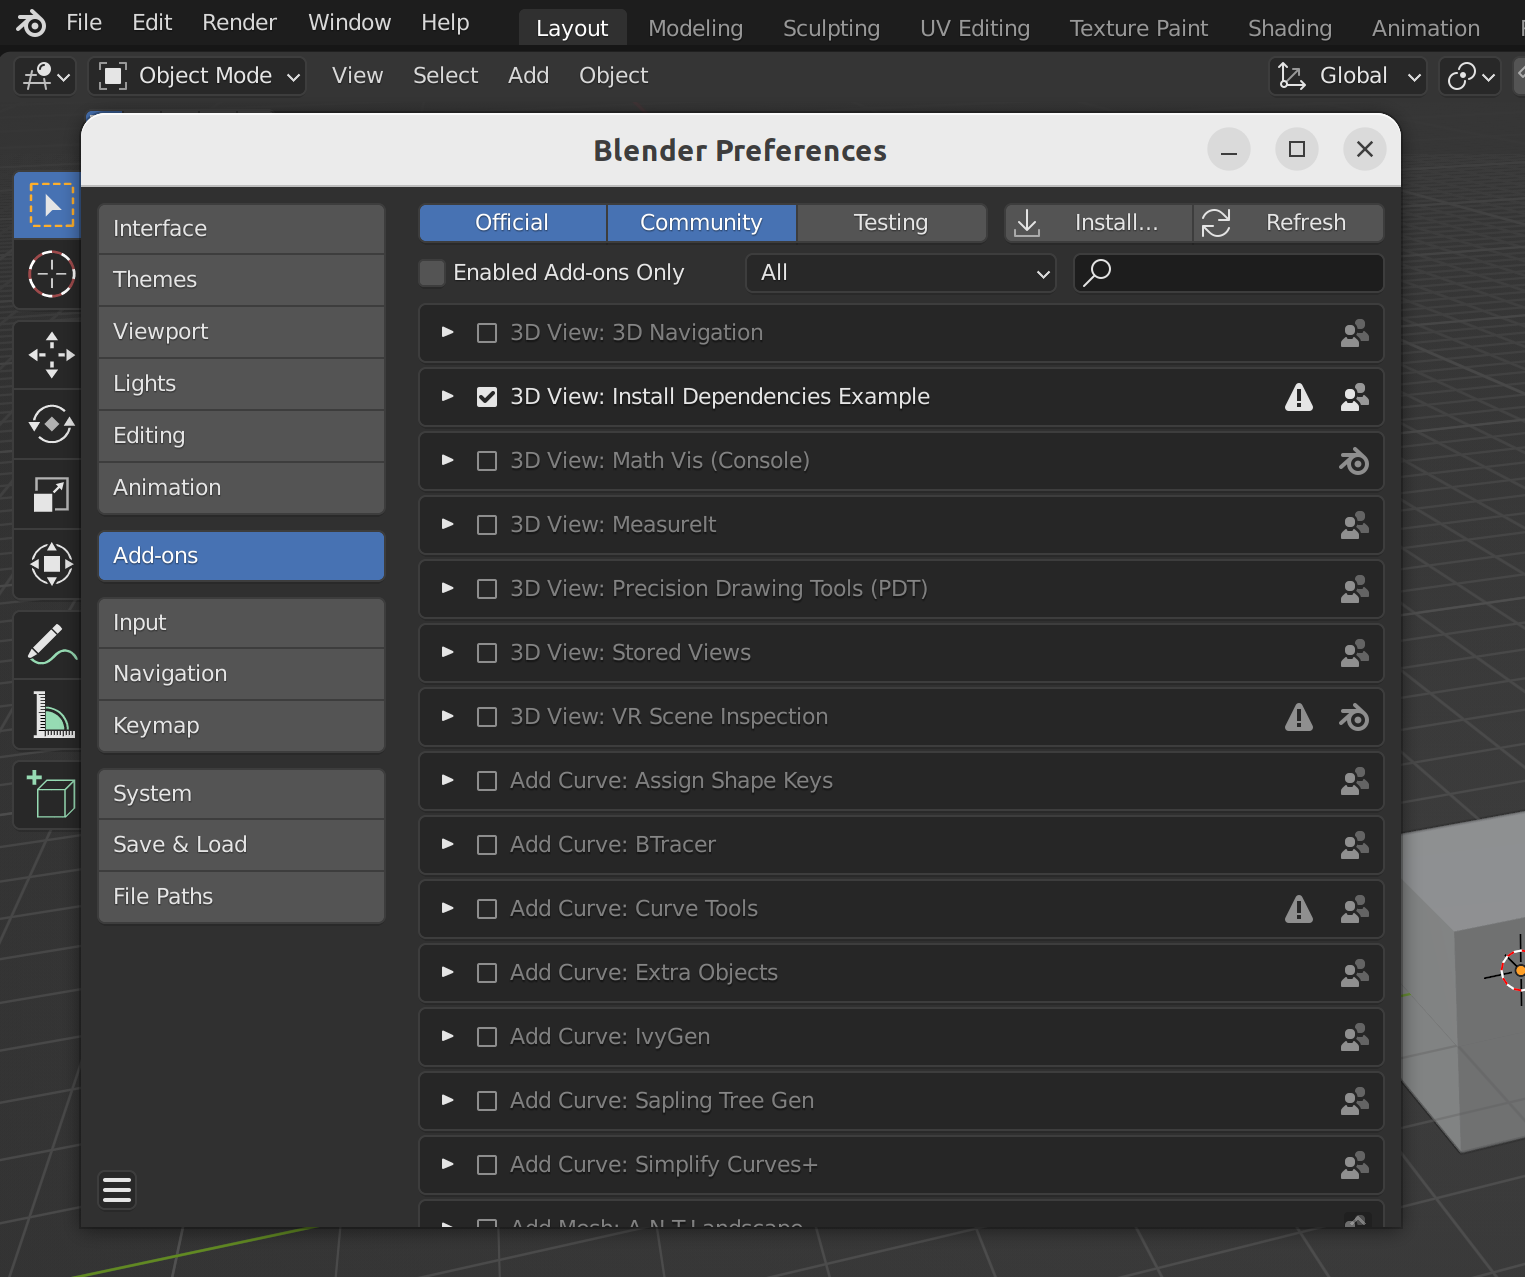 File Edit Render Window Help Layout Modeling Sculpting UV Editing Texture Paint Shading Animation
Object Mode View Select Add Object Global
Blender Preferences
Interface
Themes
Viewport
Lights
Editing
Animation
Add-ons
Input
Navigation
Keymap
System
Save & Load
File Paths
Official Community Testing Install... Refresh
Enabled Add-ons Only All
3D View: 3D Navigation
3D View: Install Dependencies Example
3D View: Math Vis (Console)
3D View: MeasureIt
3D View: Precision Drawing Tools (PDT)
3D View: Stored Views
3D View: VR Scene Inspection
Add Curve: Assign Shape Keys
Add Curve: BTracer
Add Curve: Curve Tools
Add Curve: Extra Objects
Add Curve: IvyGen
Add Curve: Sapling Tree Gen
Add Curve: Simplify Curves+
Add Mesh: A.N.T.Landscape